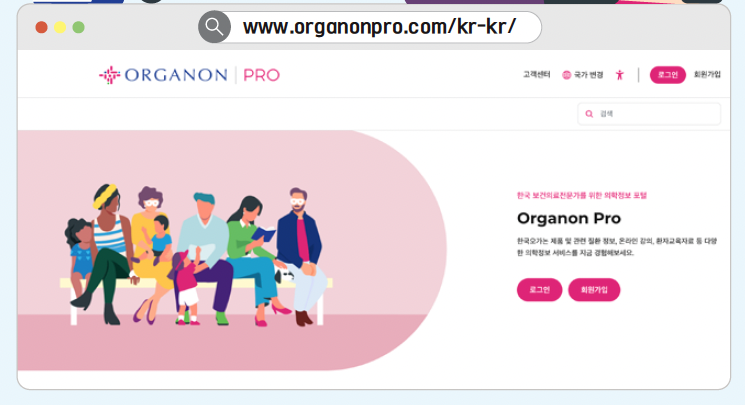 www.organonpro.com/kr-kr/
ORGANON PRO
고객센터 국가 변경 로그인 회원가입
검색
한국 보건의료전문가를 위한 의학정보 포털
Organon Pro
한국오가논 제품 및 관련 질환 정보, 온라인 강의, 환자교육자료 등 다양
한 의학정보 서비스를 지금 경험해보세요.
로그인 회원가입